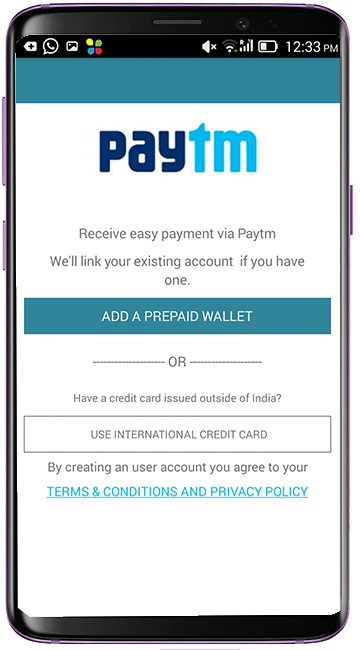 12:33 PM
paytm
Receive easy payment via Paytm
We'll link your existing account if you have
one.
ADD A PREPAID WALLET
-------------------- OR --------------------
Have a credit card issued outside of India?
USE INTERNATIONAL CREDIT CARD
By creating an user account you agree to your
TERMS & CONDITIONS AND PRIVACY POLICY